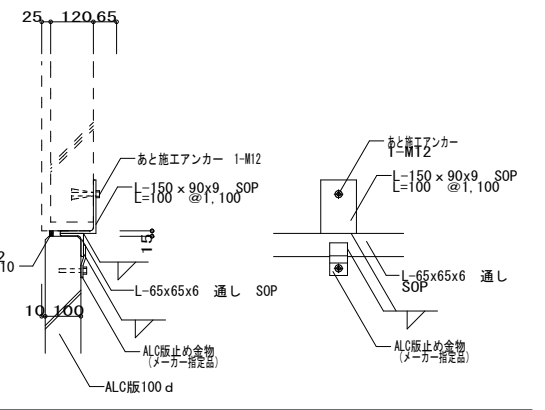 25 120 65
あと施工アンカー 1-M12
L-150×90x9 SOP
L=100 @1,100
15
10
L-65x65x6 通し SOP
10 100
ALC版止め金物
(メーカー指定品)
ALC版100d
あと施工アンカー
1-M12
L-150×90x9 SOP
L=100 @1,100
L-65x65x6 通し
SOP
ALC版止め金物
(メーカー指定品)